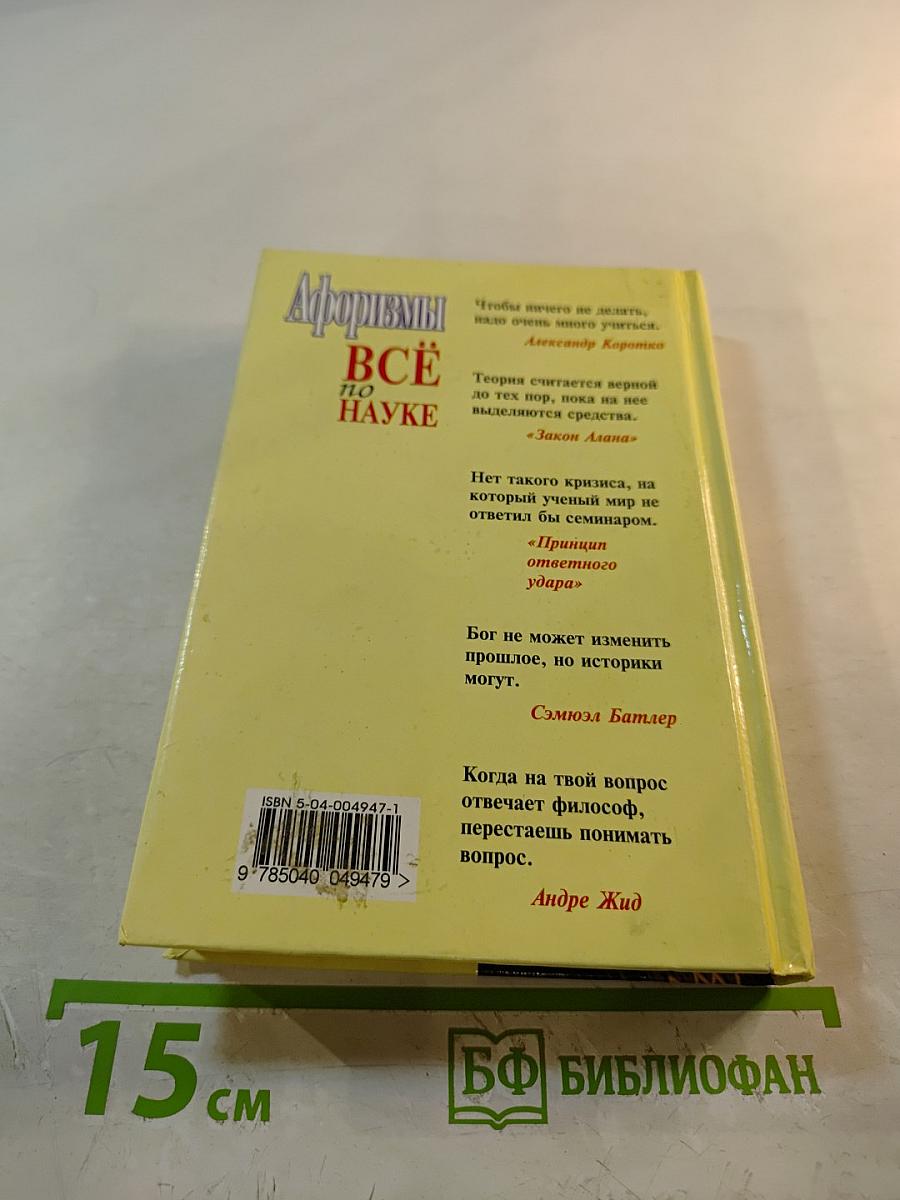 Афоризмы
ВСЁ
по
НАУКЕ
Чтобы ничего не делать,
надо очень много учиться.
Александр Коротко
Теория считается верной
до тех пор, пока на нее
выделяются средства.
«Закон Алана»
Нет такого кризиса, на
который ученый мир не
ответил бы семинаром.
«Принцип
ответного
удара»
Бог не может изменить
прошлое, но историки
могут.
Сэмюэл Батлер
Когда на твой вопрос
отвечает философ,
перестаешь понимать
вопрос.
Андре Жид
ISBN 5-04-004947-1
9 785040 049479 >
15 см
БФ БИБЛИОФАН